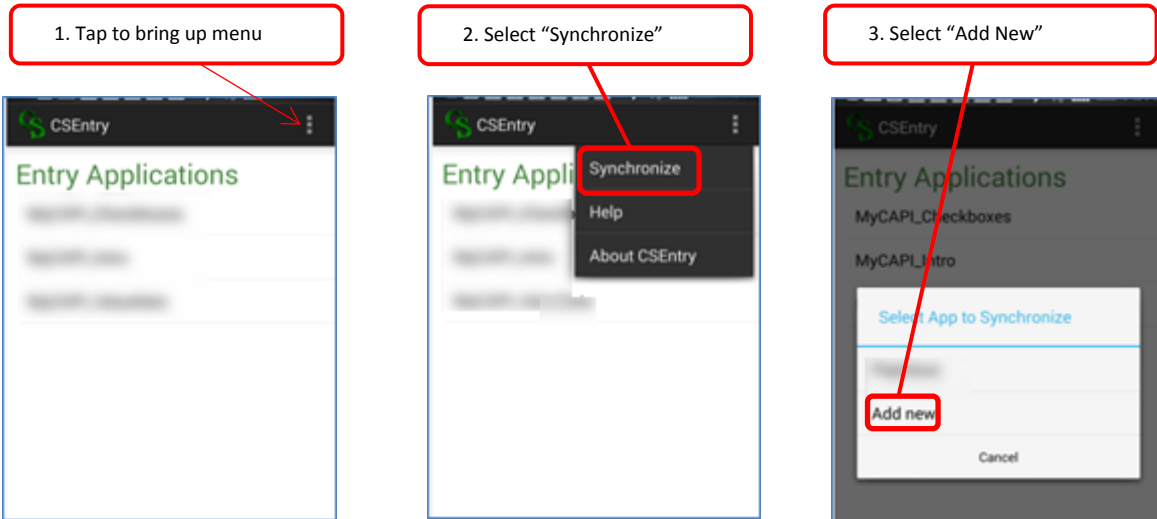 1. Tap to bring up menu
2. Select “Synchronize”
3. Select “Add New”
CSEntry
Entry Applications
CSEntry
Entry Appli
Synchronize
Help
About CSEntry
CSEntry
Entry Applications
MyCAPI_Checkboxes
MyCAPI_Intro
Select App to Synchronize
Add new
Cancel